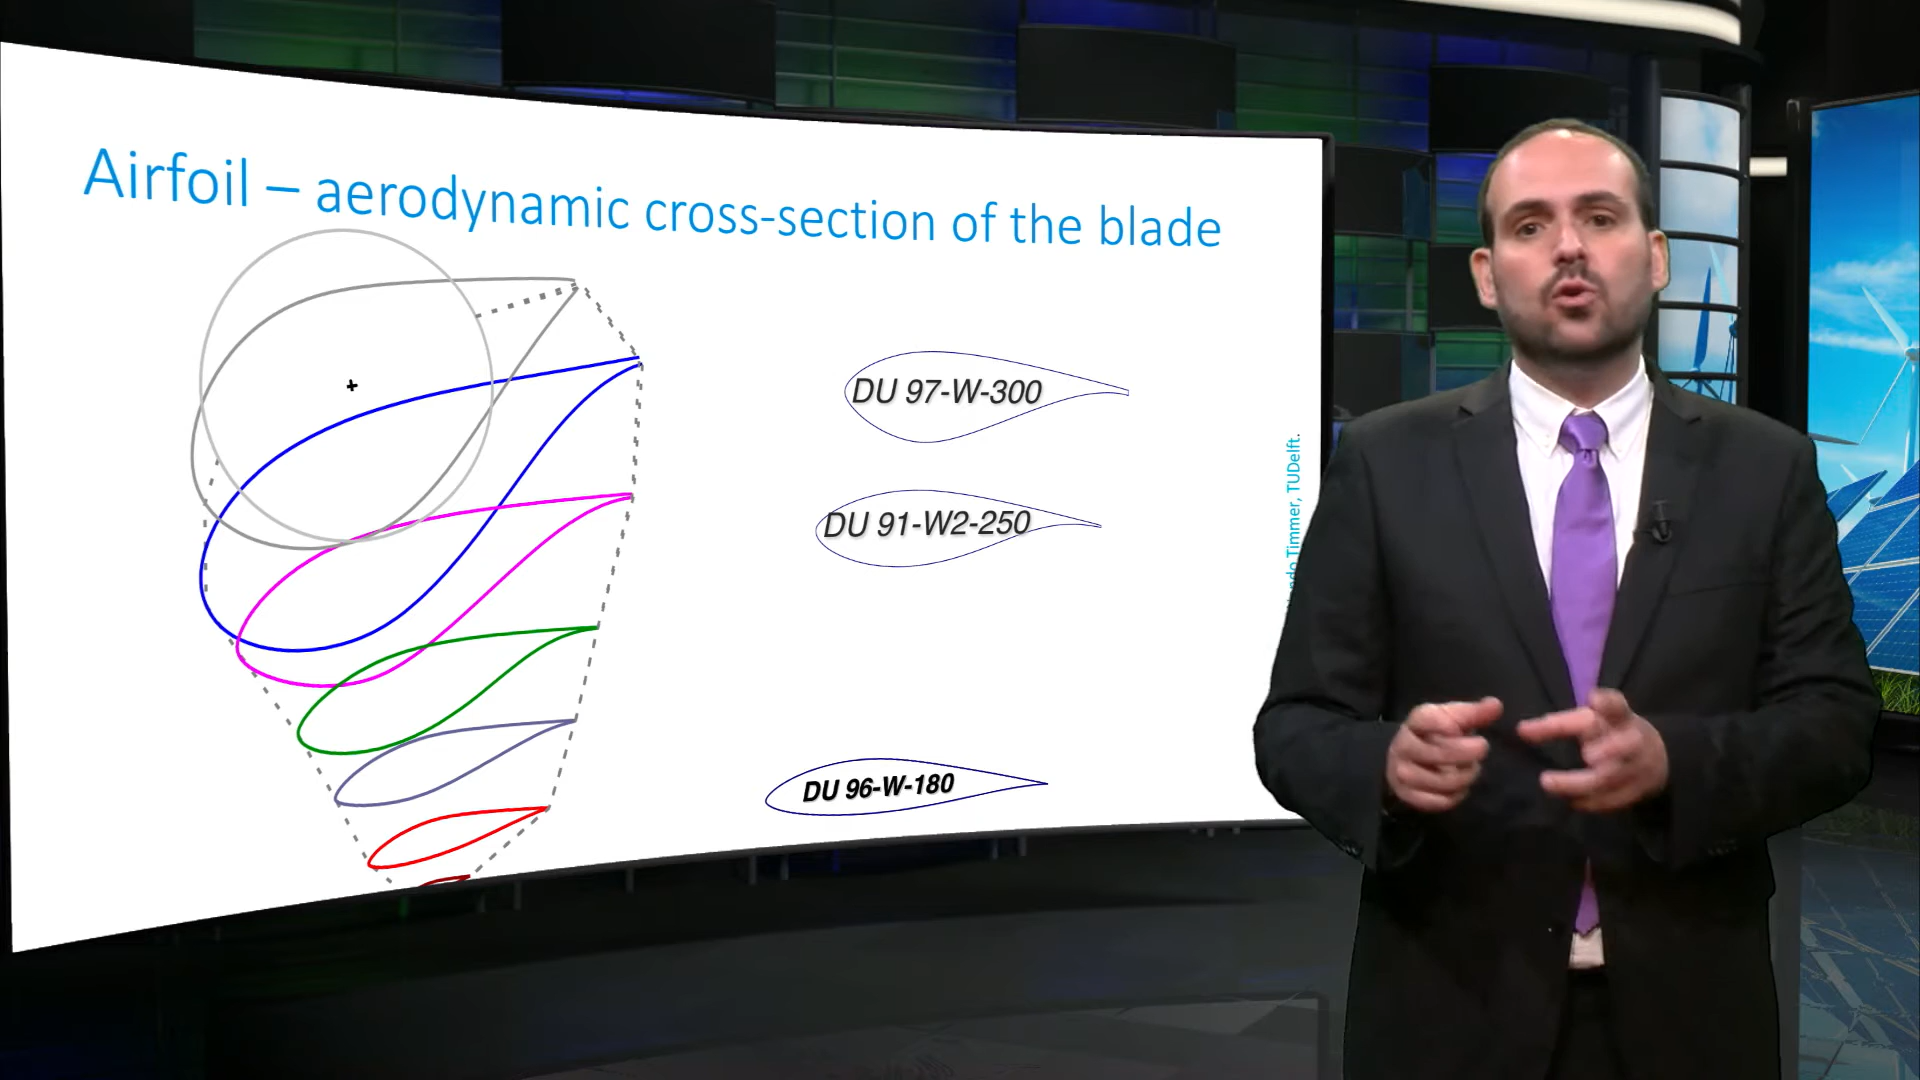 Airfoil – aerodynamic cross-section of the blade
DU 97-W-300
DU 91-W2-250
DU 96-W-180
Timmer, TUDelft.